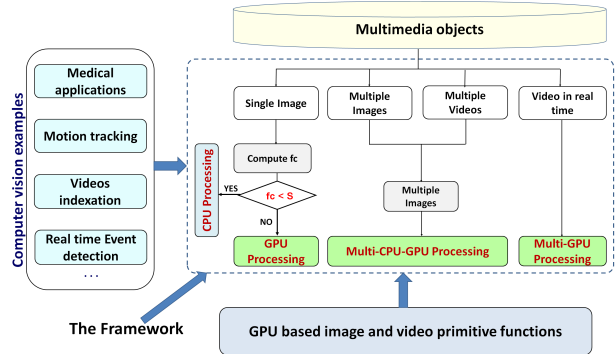 Multimedia objects
Computer vision examples
Medical
applications
Motion tracking
Videos
indexation
Real time Event
detection
...
Single Image
Multiple
Images
Multiple
Videos
Video in real
time
Compute fc
CPU Processing
YES
fc < S
NO
Multiple
Images
GPU
Processing
Multi-CPU-GPU Processing
Multi-GPU
Processing
The Framework
GPU based image and video primitive functions